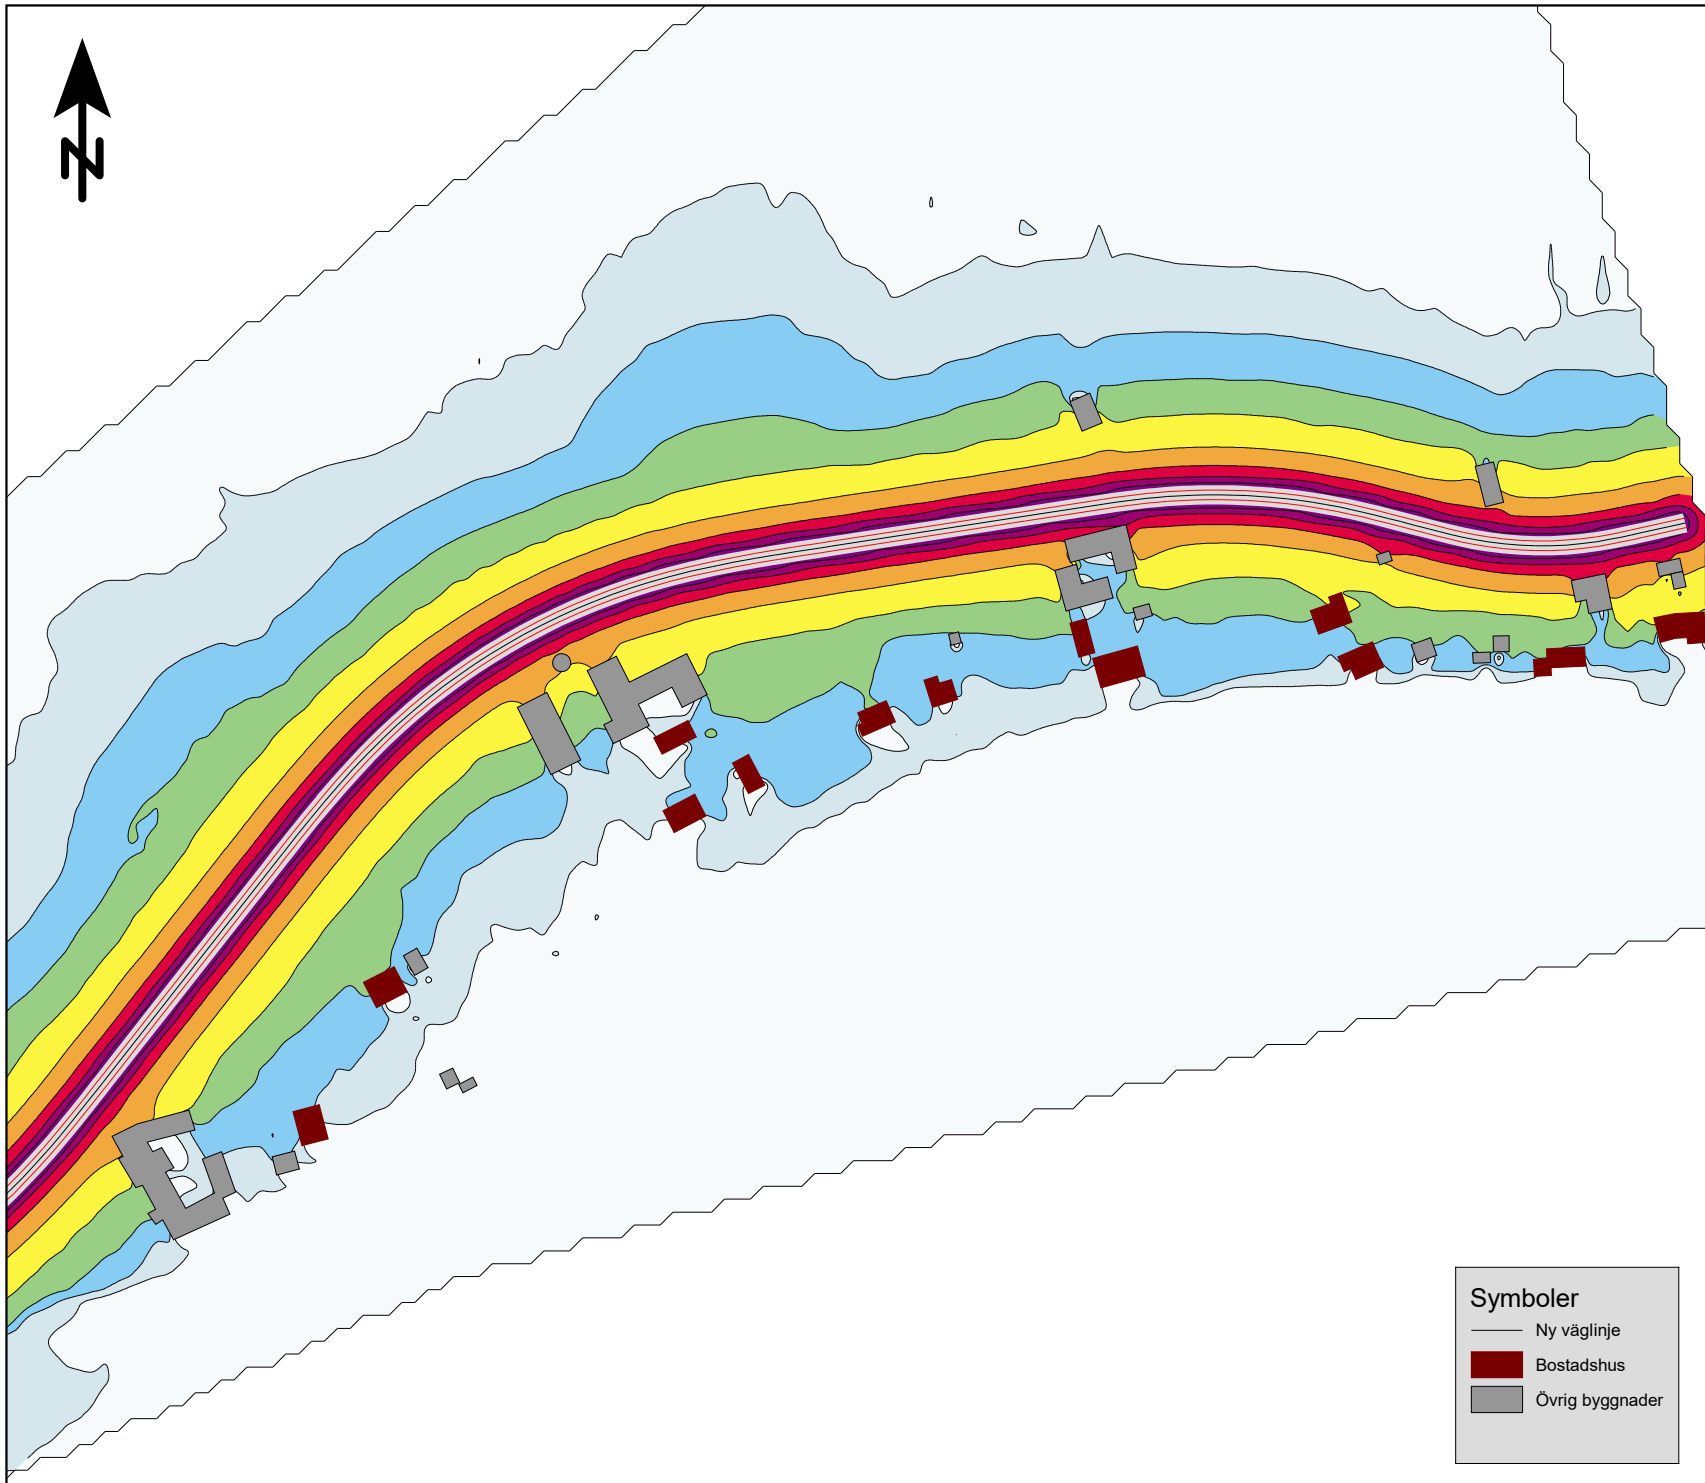 N
Symboler
Ny väglinje
Bostadshus
Övrig byggnader